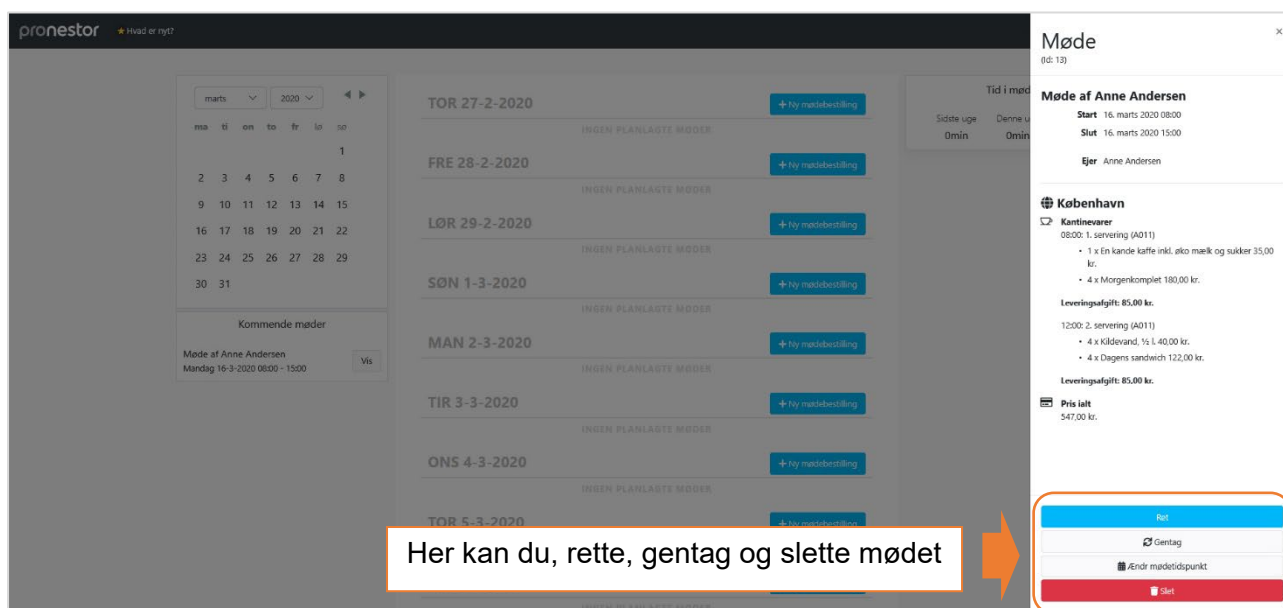 pronestor
Hvad er nyt?
marts
2020
ma ti on to fr lø sø
1
2 3 4 5 6 7 8
9 10 11 12 13 14 15
16 17 18 19 20 21 22
23 24 25 26 27 28 29
30 31
Kommende møder
Møde af Anne Andersen
Mandag 16-3-2020 08:00 - 15:00
Vis
TOR 27-2-2020
+ Ny mødebestilling
INGEN PLANLAGTE MØDER
FRE 28-2-2020
+ Ny mødebestilling
INGEN PLANLAGTE MØDER
LØR 29-2-2020
+ Ny mødebestilling
INGEN PLANLAGTE MØDER
SØN 1-3-2020
+ Ny mødebestilling
INGEN PLANLAGTE MØDER
MAN 2-3-2020
+ Ny mødebestilling
INGEN PLANLAGTE MØDER
TIR 3-3-2020
+ Ny mødebestilling
INGEN PLANLAGTE MØDER
ONS 4-3-2020
+ Ny mødebestilling
INGEN PLANLAGTE MØDER
TOR 5-3-2020
+ Ny mødebestilling
INGEN PLANLAGTE MØDER
Tid i mød
Sidste uge Denne u
0min 0min
Her kan du, rette, gentag og slette mødet
×
Møde
(Id: 13)
Møde af Anne Andersen
Start 16. marts 2020 08:00
Slut 16. marts 2020 15:00
Ejer Anne Andersen
København
Kantinevarer
08:00: 1. servering (A011)
• 1 x En kande kaffe inkl. øko mælk og sukker 35,00
kr.
• 4 x Morgenkomplet 180,00 kr.
Leveringsafgift: 85,00 kr.
12:00: 2. servering (A011)
• 4 x Kildevand, ½ l. 40,00 kr.
• 4 x Dagens sandwich 122,00 kr.
Leveringsafgift: 85,00 kr.
Pris ialt
547,00 kr.
Ret
Gentag
Ændr mødetidspunkt
Slet